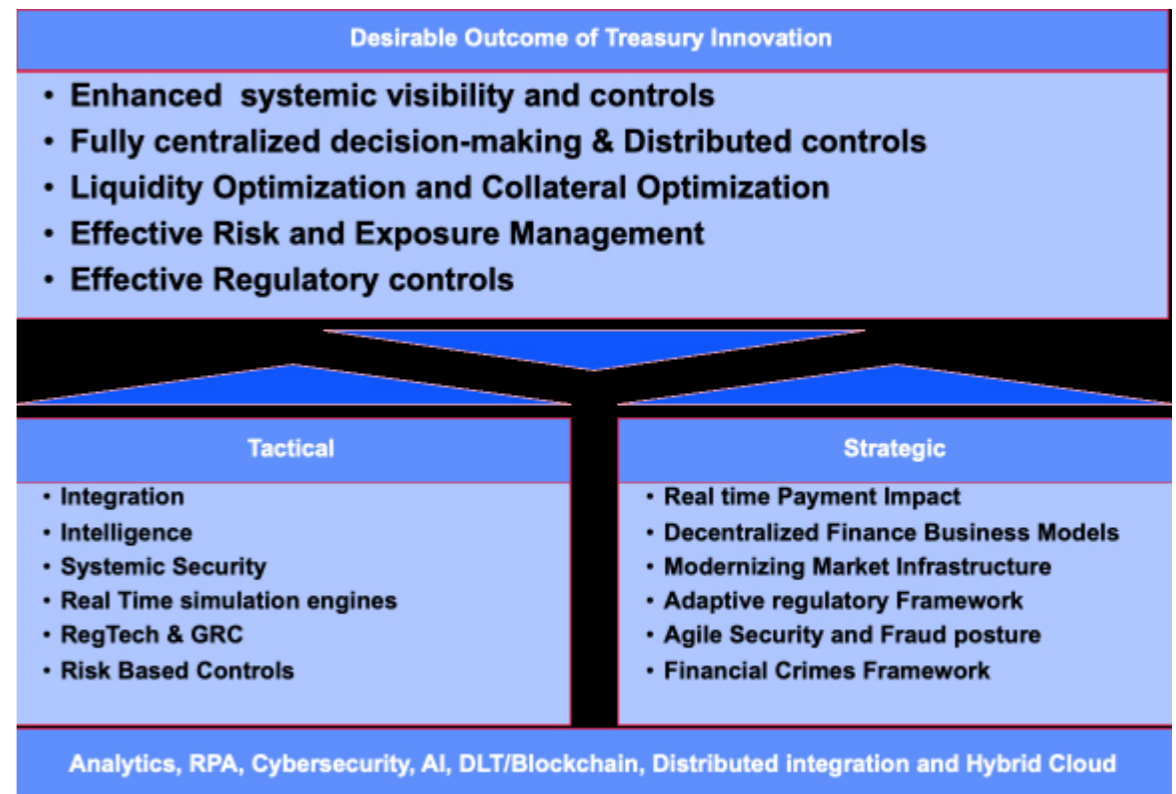 Desirable Outcome of Treasury Innovation
• Enhanced  systemic visibility and controls
• Fully centralized decision-making & Distributed controls
• Liquidity Optimization and Collateral Optimization
• Effective Risk and Exposure Management
• Effective Regulatory controls
Tactical
• Integration
• Intelligence
• Systemic Security
• Real Time simulation engines
• RegTech & GRC
• Risk Based Controls
Strategic
• Real time Payment Impact
• Decentralized Finance Business Models
• Modernizing Market Infrastructure
• Adaptive regulatory Framework
• Agile Security and Fraud posture
• Financial Crimes Framework
Analytics, RPA, Cybersecurity, AI, DLT/Blockchain, Distributed integration and Hybrid Cloud